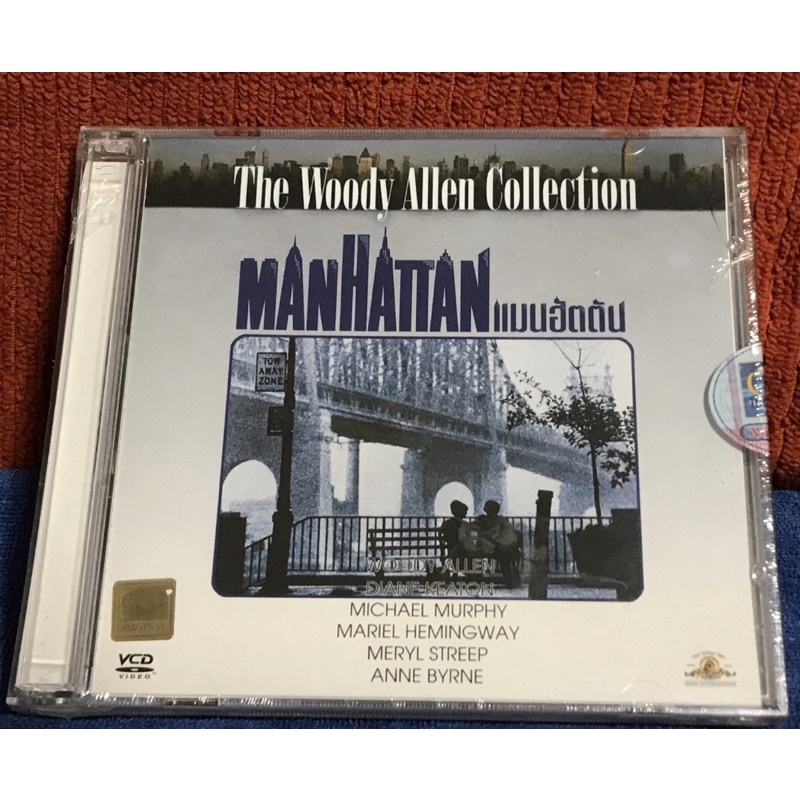 The Woody Allen Collection
MANHATTAN แมนฮัตตัน
TOW
AWAY
ZONE
WOODY ALLEN
DIANE KEATON
MICHAEL MURPHY
MARIEL HEMINGWAY
MERYL STREEP
ANNE BYRNE
ORIGINAL
VCD
VIDEO